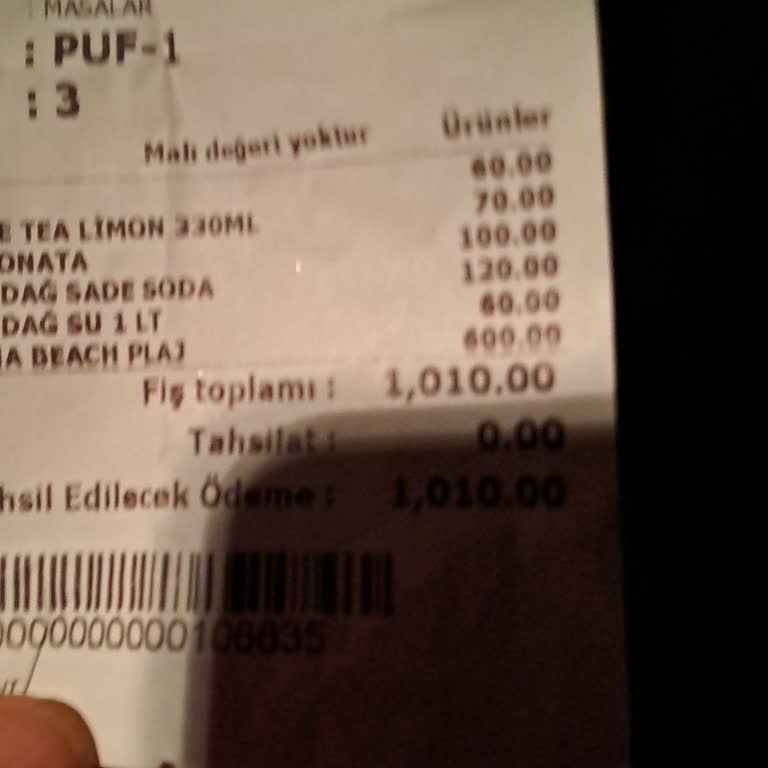 : MASALAR
: PUF-1
: 3
Mali değeri yoktur Ürünler
60.00
70.00
E TEA LİMON 330ML 100.00
ONATA 120.00
DAĞ SADE SODA 60.00
DAĞ SU 1 LT 600.00
A BEACH PLAJ
Fiş toplamı : 1,010.00
Tahsilat : 0.00
hsil Edilecek Ödeme : 1,010.00
000000000106635